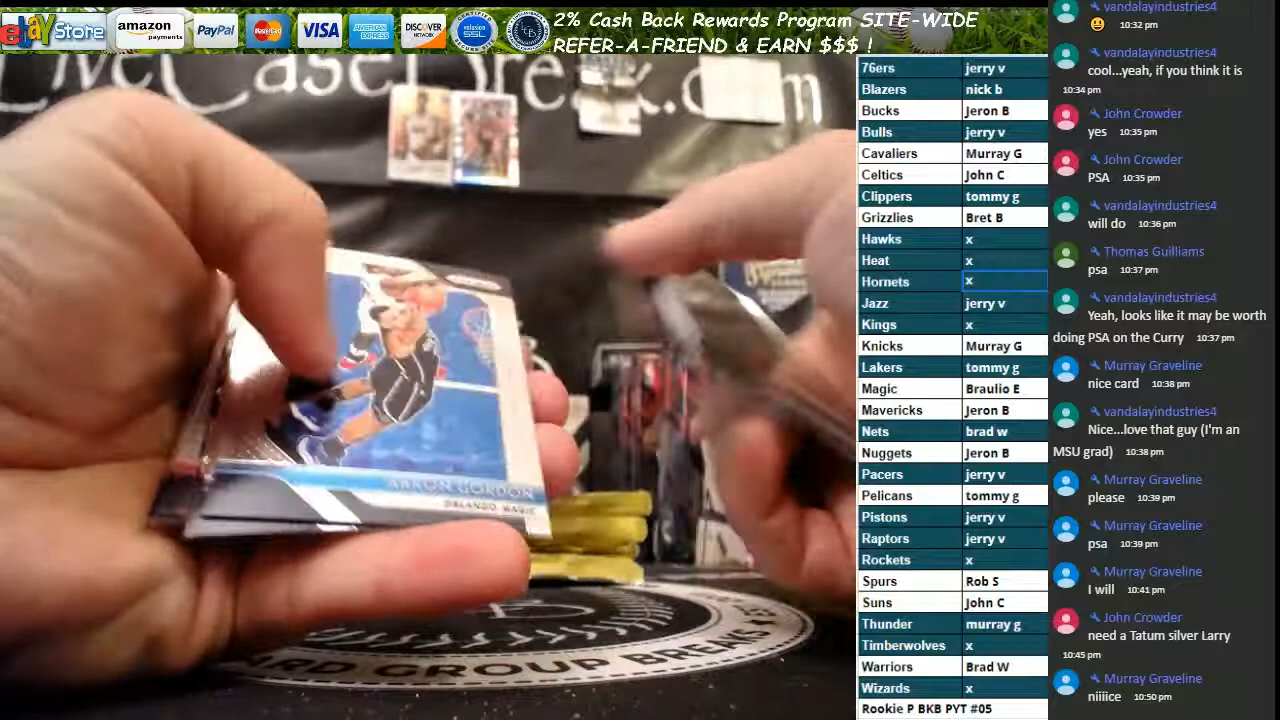 ebay Store
amazon
payments
PayPal
MasterCard
VISA
AMERICAN
EXPRESS
DISCOVER
NETWORK
SSL
2% Cash Back Rewards Program SITE-WIDE
REFER-A-FRIEND & EARN $$$ !
LiveCaseBreak.com
AARON GORDON
ORLANDO MAGIC
CARD GROUP BREAKS
76ers jerry v
Blazers nick b
Bucks Jeron B
Bulls jerry v
Cavaliers Murray G
Celtics John C
Clippers tommy g
Grizzlies Bret B
Hawks x
Heat x
Hornets x
Jazz jerry v
Kings x
Knicks Murray G
Lakers tommy g
Magic Braulio E
Mavericks Jeron B
Nets brad w
Nuggets Jeron B
Pacers jerry v
Pelicans tommy g
Pistons jerry v
Raptors jerry v
Rockets x
Spurs Rob S
Suns John C
Thunder murray g
Timberwolves x
Warriors Brad W
Wizards x
Rookie P BKB PYT #05
vandalayindustries4
10:32 pm
vandalayindustries4
cool...yeah, if you think it is
10:34 pm
John Crowder
yes 10:35 pm
John Crowder
PSA 10:35 pm
vandalayindustries4
will do 10:36 pm
Thomas Guilliams
psa 10:37 pm
vandalayindustries4
Yeah, looks like it may be worth
doing PSA on the Curry 10:37 pm
Murray Graveline
nice card 10:38 pm
vandalayindustries4
Nice...love that guy (I'm an
MSU grad) 10:38 pm
Murray Graveline
please 10:39 pm
Murray Graveline
psa 10:39 pm
Murray Graveline
I will 10:41 pm
John Crowder
need a Tatum silver Larry
10:45 pm
Murray Graveline
niiiice 10:50 pm